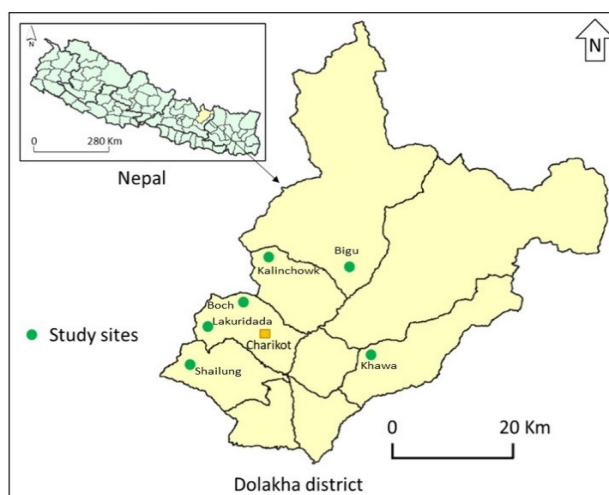 N
N
0 280 Km
Nepal
Bigu
Kalinchowk
Boch
Lakuridada
Study sites
Charikot
Khawa
Shailung
0 20 Km
Dolakha district